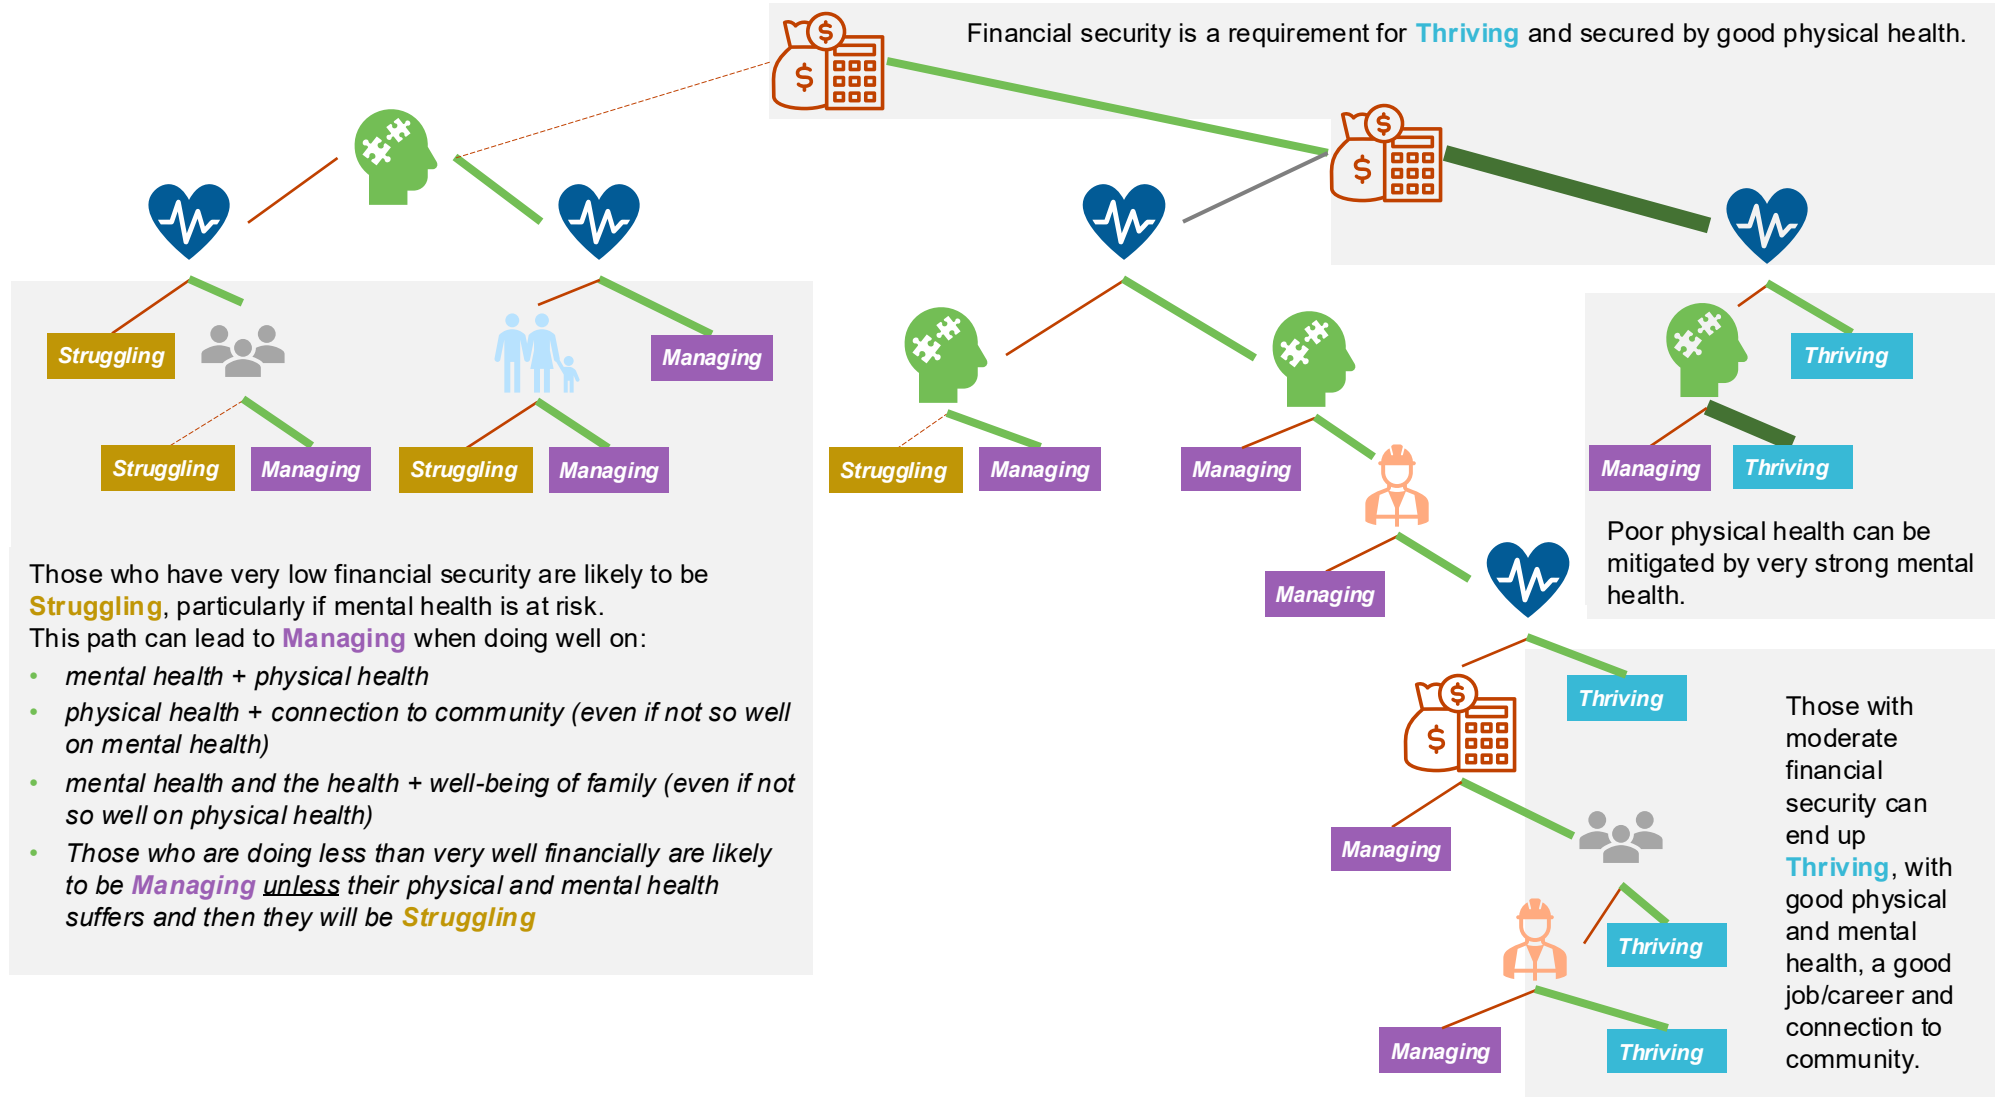 Financial security is a requirement for Thriving and secured by good physical health.
$
$
$
$
Struggling
Managing
Thriving
Struggling
Managing
Struggling
Managing
Struggling
Managing
Managing
Managing
Thriving
Poor physical health can be
mitigated by very strong mental
health.
Managing
Those who have very low financial security are likely to be
Struggling, particularly if mental health is at risk.
This path can lead to Managing when doing well on:
• mental health + physical health
• physical health + connection to community (even if not so well
on mental health)
• mental health and the health + well-being of family (even if not
so well on physical health)
• Those who are doing less than very well financially are likely
to be Managing unless their physical and mental health
suffers and then they will be Struggling
Thriving
$
$
Managing
Thriving
Managing
Thriving
Those with
moderate
financial
security can
end up
Thriving, with
good physical
and mental
health, a good
job/career and
connection to
community.